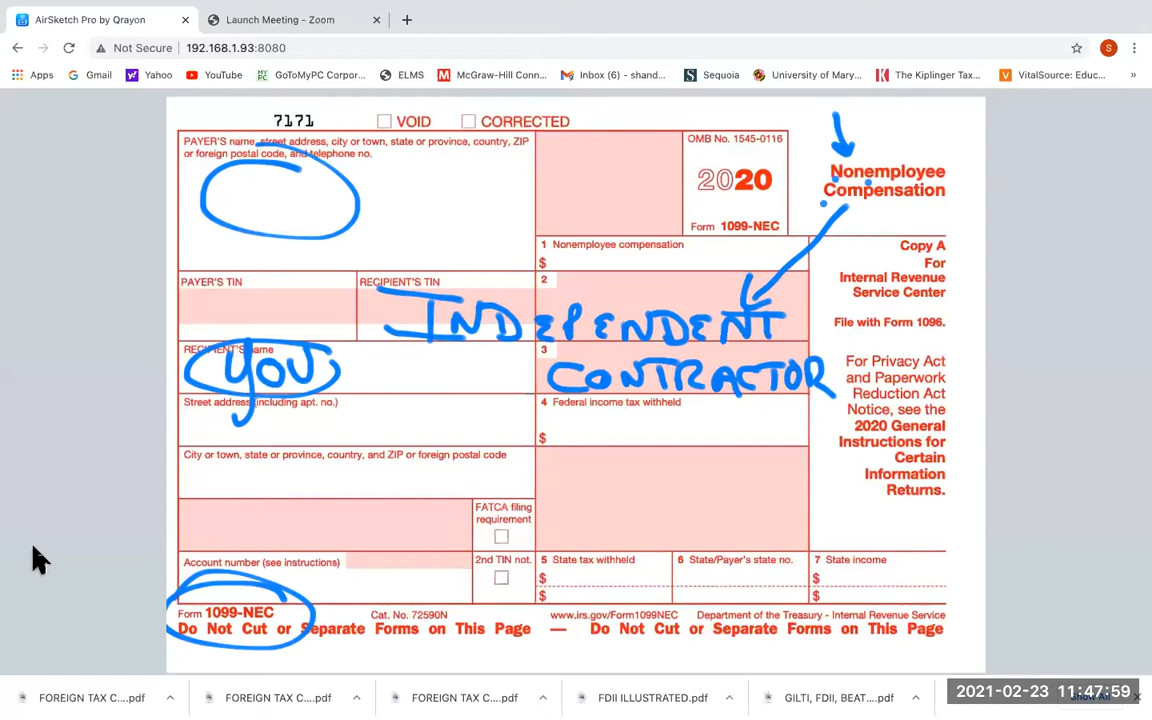 AirSketch Pro by Qrayon
Launch Meeting - Zoom
Not Secure
192.168.1.93:8080
S
Apps
Gmail
Yahoo
YouTube
GoToMyPC Corpor...
ELMS
McGraw-Hill Conn...
Inbox (6) - shand...
Sequoia
University of Mary...
The Kiplinger Tax...
VitalSource: Educ...
»
7171
VOID
CORRECTED
PAYER'S name, street address, city or town, state or province, country, ZIP
or foreign postal code, and telephone no.
OMB No. 1545-0116
2020
Form 1099-NEC
Nonemployee
Compensation
1 Nonemployee compensation
$
Copy A
For
Internal Revenue
Service Center
File with Form 1096.
PAYER'S TIN
RECIPIENT'S TIN
2
INDEPENDENT
RECIPIENT'S name
YOU
3
CONTRACTOR
For Privacy Act
and Paperwork
Reduction Act
Notice, see the
2020 General
Instructions for
Certain
Information
Returns.
Street address (including apt. no.)
4 Federal income tax withheld
$
City or town, state or province, country, and ZIP or foreign postal code
FATCA filing
requirement
Account number (see instructions)
2nd TIN not.
5 State tax withheld
$
$
6 State/Payer's state no.
7 State income
$
$
Form 1099-NEC
Cat. No. 72590N
www.irs.gov/Form1099NEC
Department of the Treasury - Internal Revenue Service
Do Not Cut or Separate Forms on This Page — Do Not Cut or Separate Forms on This Page
FOREIGN TAX C....pdf
FOREIGN TAX C....pdf
FOREIGN TAX C....pdf
FDII ILLUSTRATED.pdf
GILTI, FDII, BEAT....pdf
Show All
2021-02-23 11:47:59